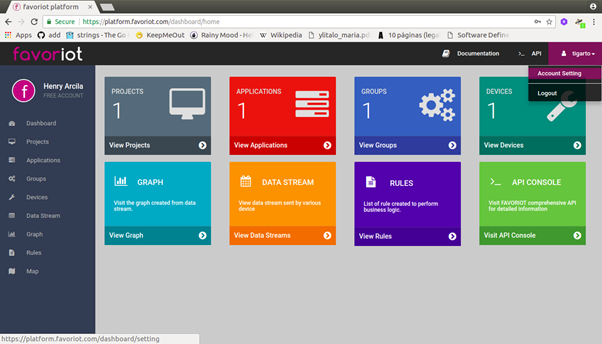 favoriot platform
Secure https://platform.favoriot.com/dashboard/home
Apps add strings - The Go KeepMeOut Rainy Mood - He Wikipedia ylitalo_maria.pd 10 páginas (lega Software Define
favoriot Documentation API tigarto
Account Setting
Logout
Henry Arcila
FREE ACCOUNT
Dashboard
Projects
Applications
Groups
Devices
Data Stream
Graph
Rules
Map
PROJECTS
1
View Projects
APPLICATIONS
1
View Applications
GROUPS
1
View Groups
DEVICES
1
View Devices
GRAPH
Visit the graph created from data
stream.
View Graph
DATA STREAM
View data stream sent by various
device
View Data Streams
RULES
List of rule created to perform
business logic.
View Rules
API CONSOLE
Visit FAVORIOT comprehensive API
for detailed information
Visit API Console
https://platform.favoriot.com/dashboard/setting